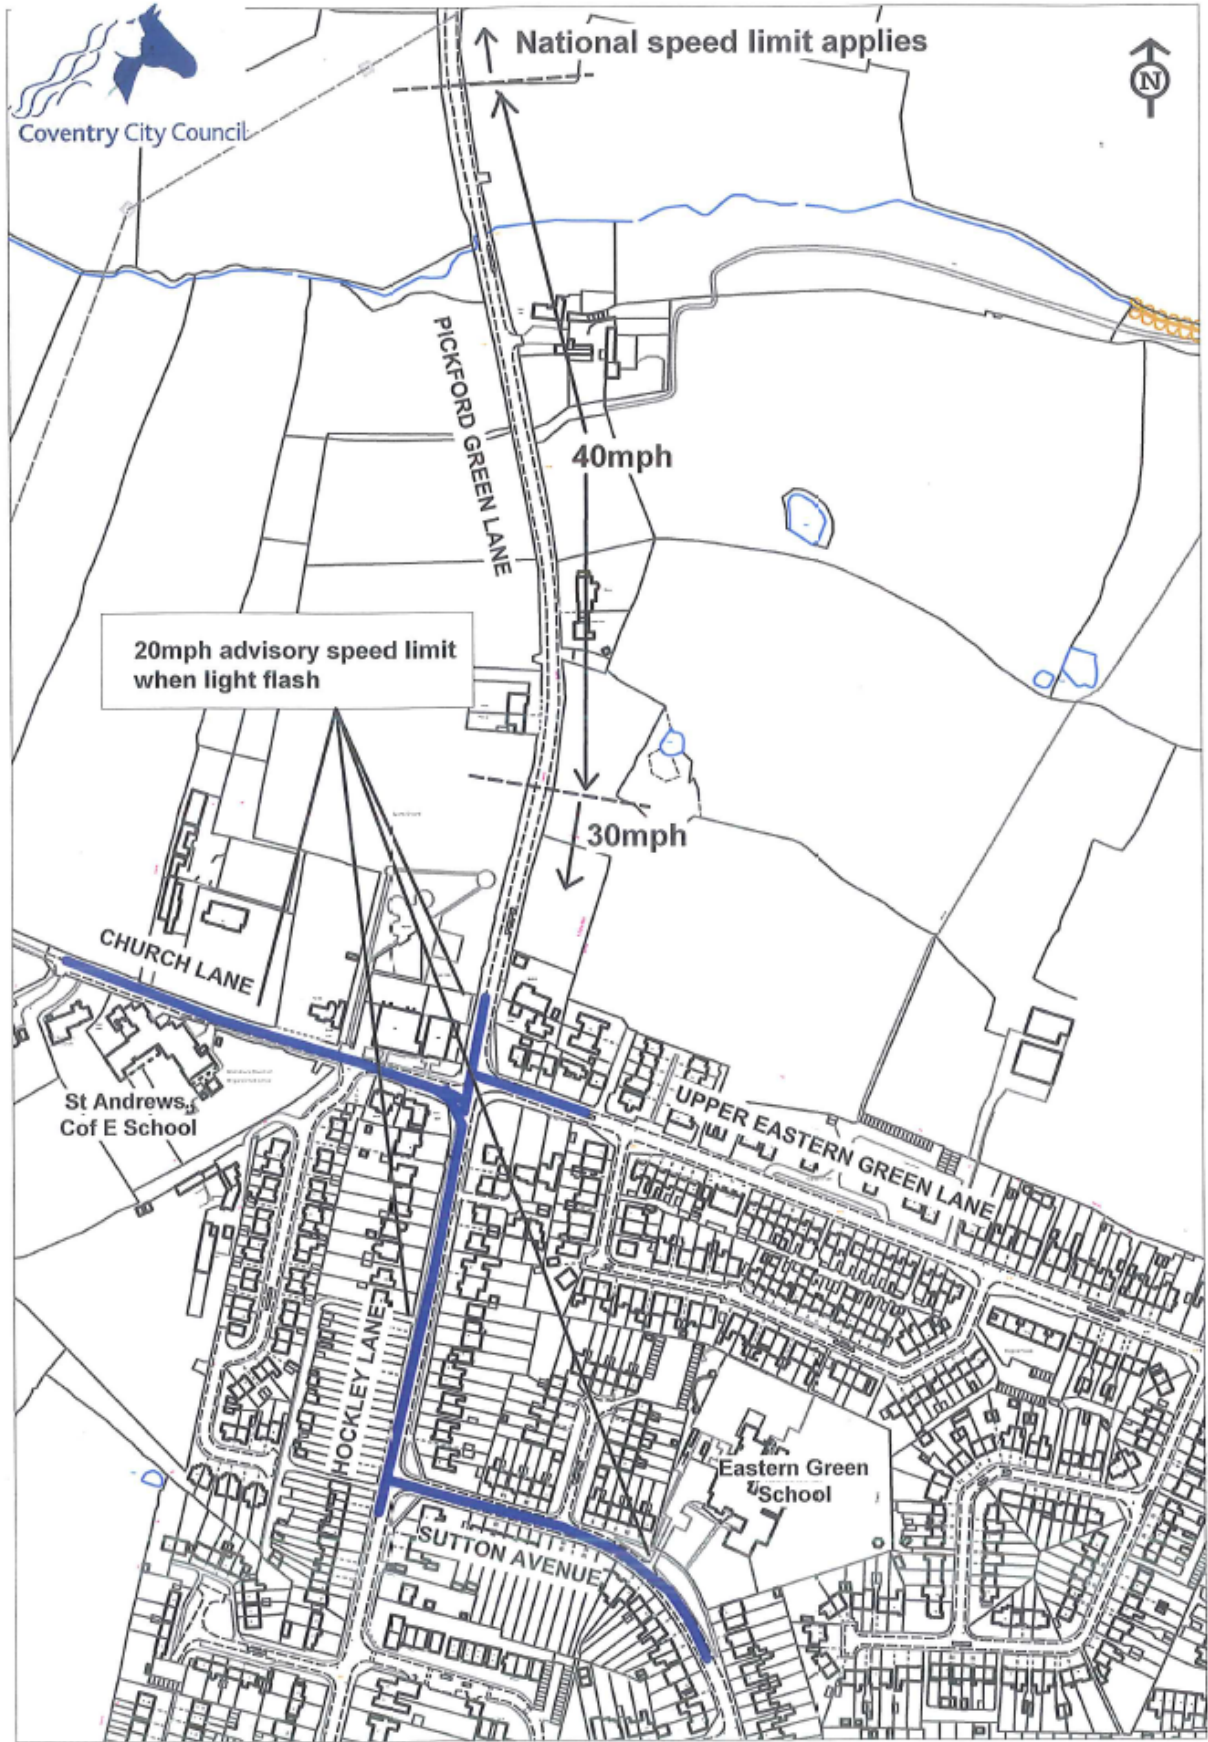 National speed limit applies
N
Coventry City Council
PICKFORD GREEN LANE
40mph
20mph advisory speed limit
when light flash
30mph
CHURCH LANE
St Andrews
Cof E School
UPPER EASTERN GREEN LANE
HOCKLEY LANE
Eastern Green
School
SUTTON AVENUE